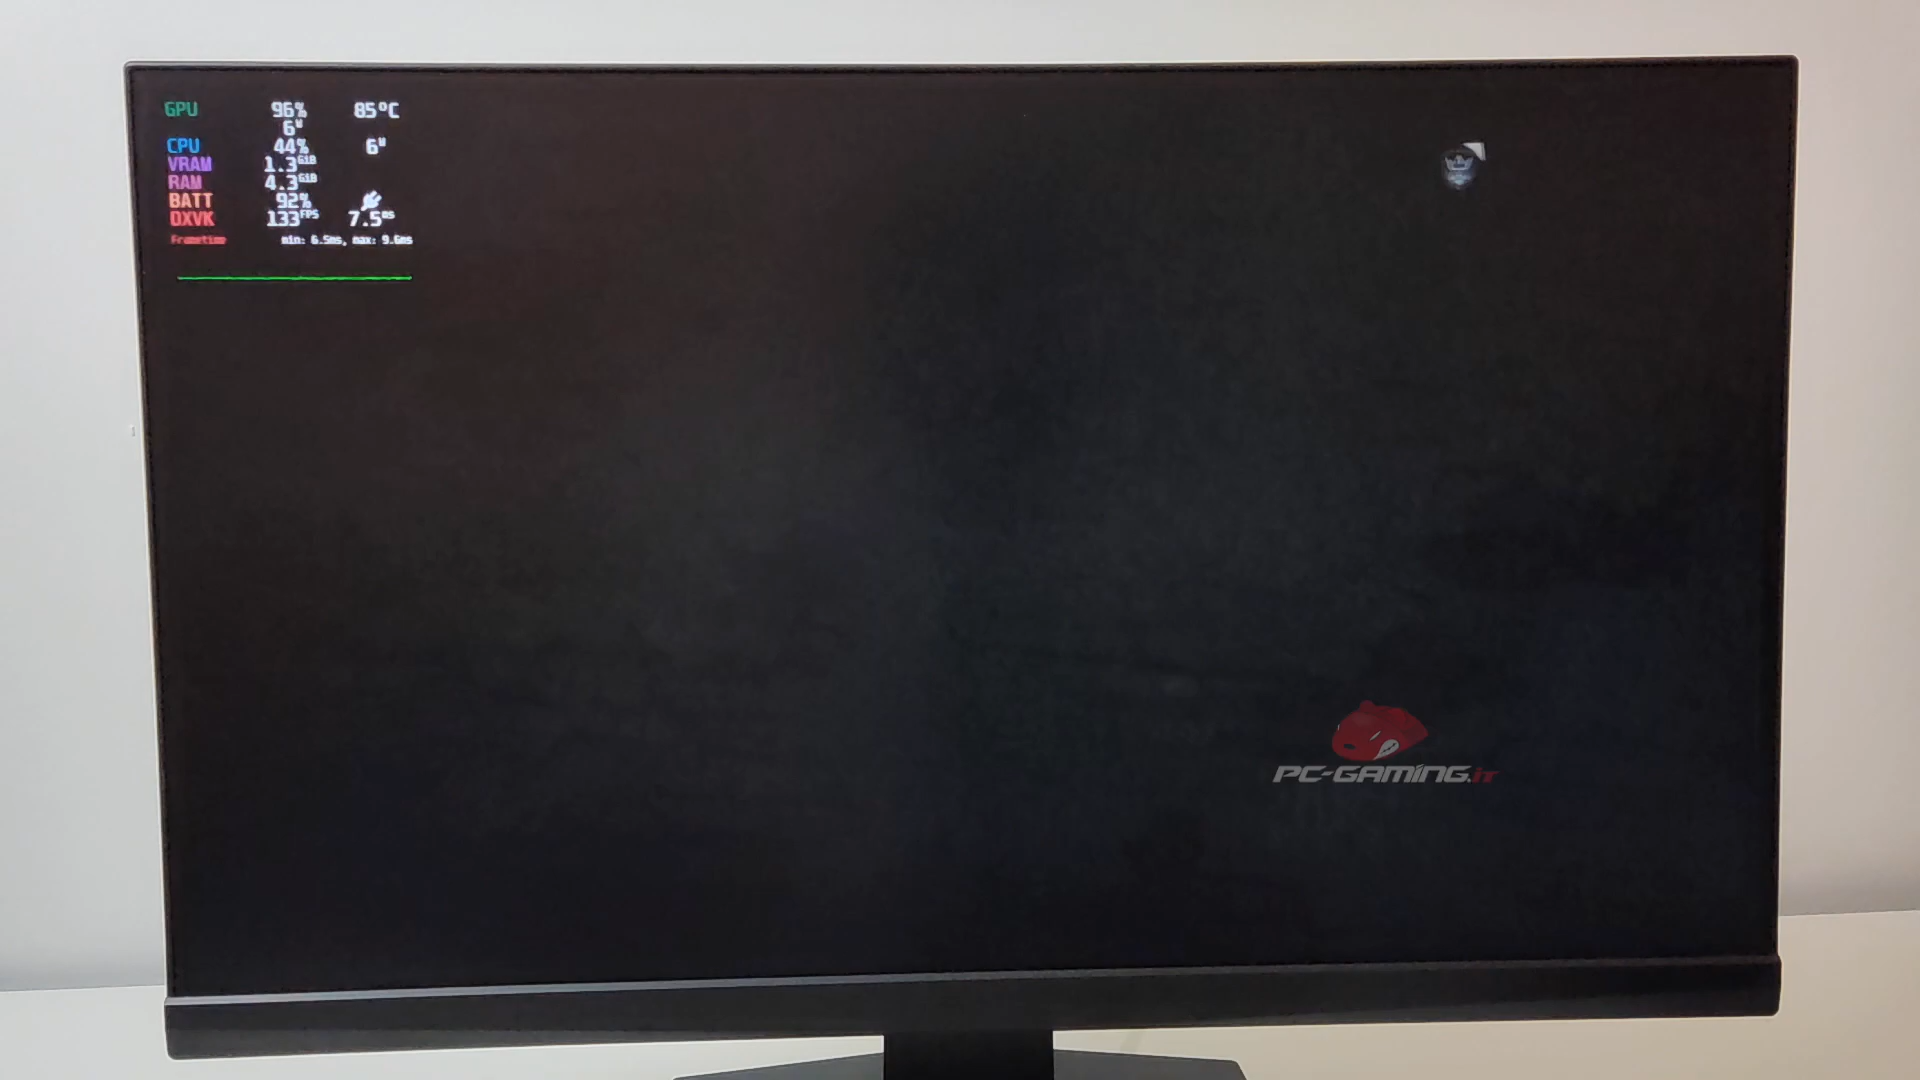 GPU 96% 85°C
6W
CPU 44% 6W
VRAM 1.3GiB
RAM 4.3GiB
BATT 92%
DXVK 133FPS 7.5ms
Frametime min: 6.5ms, max: 9.6ms
PC-GAMING.IT